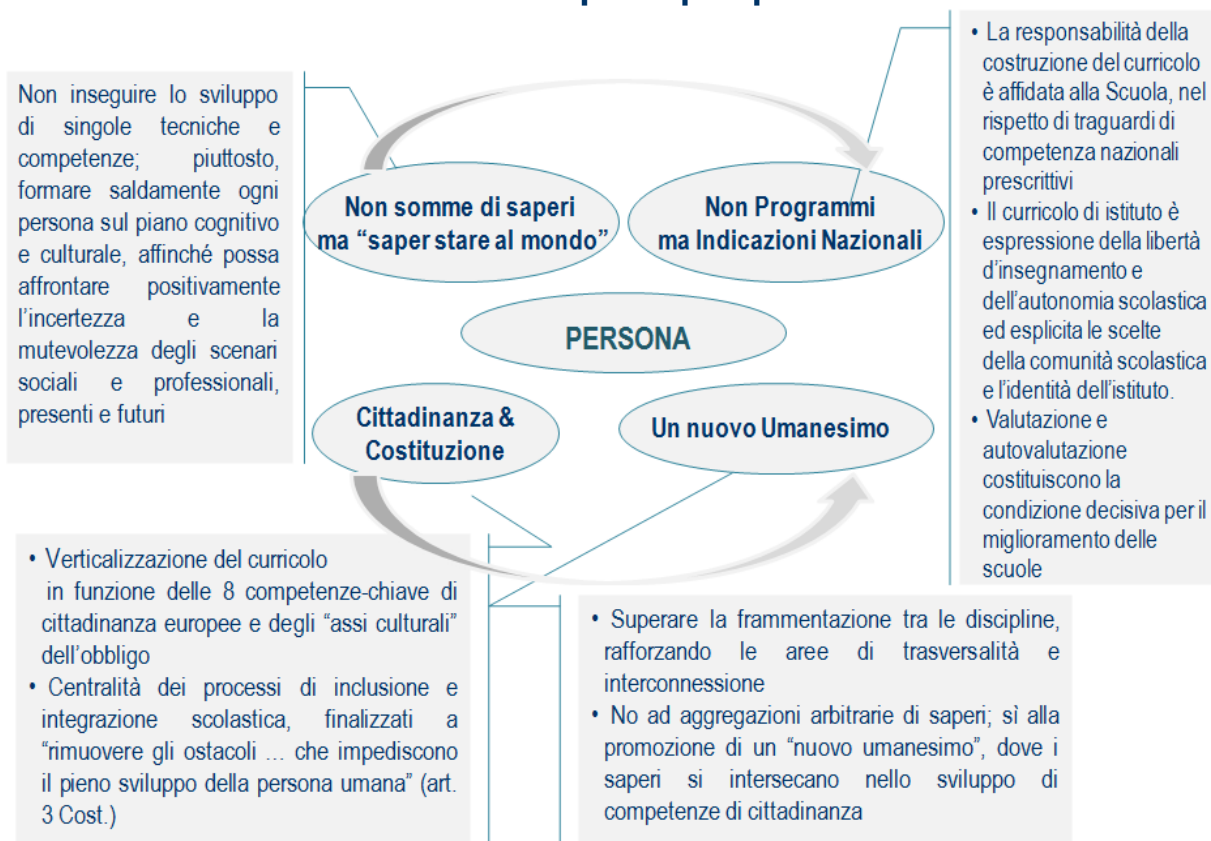 Non inseguire lo sviluppo
di singole tecniche e
competenze; piuttosto,
formare saldamente ogni
persona sul piano cognitivo
e culturale, affinché possa
affrontare positivamente
l'incertezza e la
mutevolezza degli scenari
sociali e professionali,
presenti e futuri
Non somme di saperi
ma "saper stare al mondo"
Non Programmi
ma Indicazioni Nazionali
PERSONA
Cittadinanza &
Costituzione
Un nuovo Umanesimo
• La responsabilità della
costruzione del curricolo
è affidata alla Scuola, nel
rispetto di traguardi di
competenza nazionali
prescrittivi
• Il curricolo di istituto è
espressione della libertà
d'insegnamento e
dell'autonomia scolastica
ed esplicita le scelte
della comunità scolastica
e l'identità dell'istituto.
• Valutazione e
autovalutazione
costituiscono la
condizione decisiva per il
miglioramento delle
scuole
• Verticalizzazione del curricolo
in funzione delle 8 competenze-chiave di
cittadinanza europee e degli "assi culturali"
dell'obbligo
• Centralità dei processi di inclusione e
integrazione scolastica, finalizzati a
"rimuovere gli ostacoli … che impediscono
il pieno sviluppo della persona umana" (art.
3 Cost.)
• Superare la frammentazione tra le discipline,
rafforzando le aree di trasversalità e
interconnessione
• No ad aggregazioni arbitrarie di saperi; sì alla
promozione di un "nuovo umanesimo", dove i
saperi si intersecano nello sviluppo di
competenze di cittadinanza